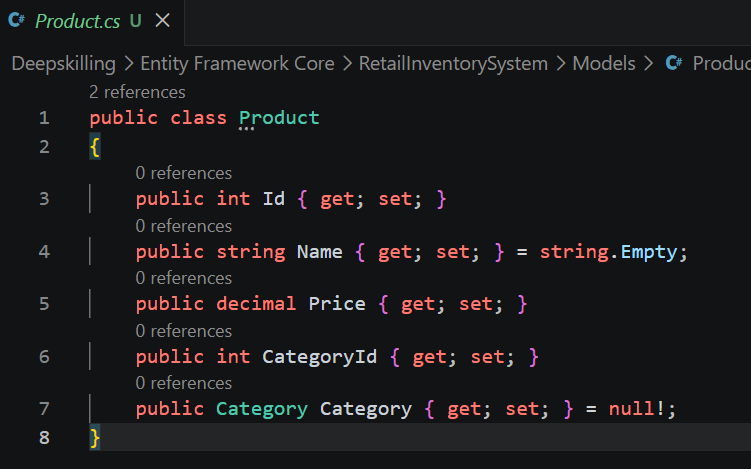 C# Product.cs U ×
Deepskilling > Entity Framework Core > RetailInventorySystem > Models > C#
2 references
1 public class Product
2 {
0 references
3 public int Id { get; set; }
0 references
4 public string Name { get; set; } = string.Empty;
0 references
5 public decimal Price { get; set; }
0 references
6 public int CategoryId { get; set; }
0 references
7 public Category Category { get; set; } = null!;
8 }